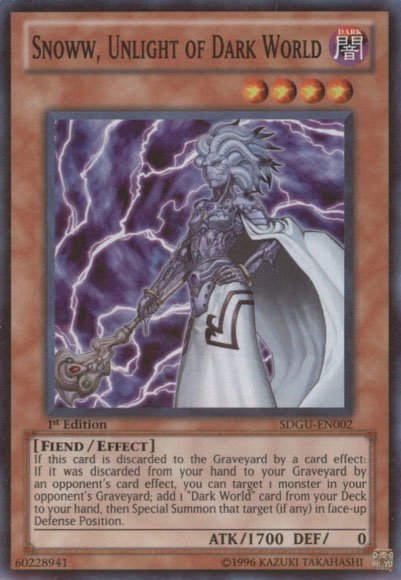 SNOWW, UNLIGHT OF DARK WORLD
DARK
闇
1st Edition
SDGU-EN002
[FIEND/EFFECT]
If this card is discarded to the Graveyard by a card effect:
If it was discarded from your hand to your Graveyard by
an opponent's card effect, you can target 1 monster in your
opponent's Graveyard; add 1 "Dark World" card from your Deck
to your hand, then Special Summon that target (if any) in face-up
Defense Position.
ATK/1700 DEF/ 0
60228941
©1996 KAZUKI TAKAHASHI